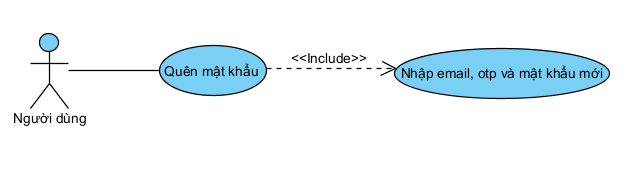 <<Include>>
Quên mật khẩu
Nhập email, otp và mật khẩu mới
Người dùng